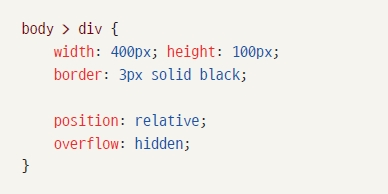 body > div {
    width: 400px; height: 100px;
    border: 3px solid black;

    position: relative;
    overflow: hidden;
}